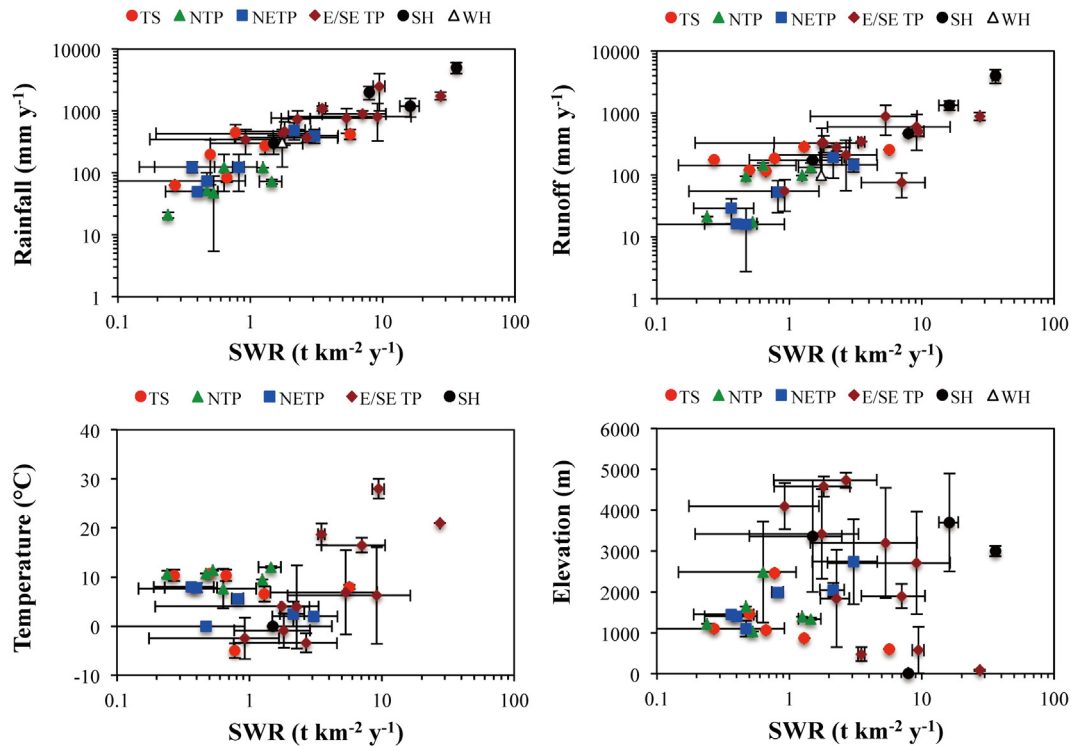 TS NTP NETP E/SE TP SH WH
Rainfall (mm y⁻¹)
10000
1000
100
10
1
0.1 1 10 100
SWR (t km⁻² y⁻¹)
TS NTP NETP E/SE TP SH WH
Runoff (mm y⁻¹)
10000
1000
100
10
1
0.1 1 10 100
SWR (t km⁻² y⁻¹)
TS NTP NETP E/SE TP SH
Temperature (°C)
40
30
20
10
0
-10
0.1 1 10 100
SWR (t km⁻² y⁻¹)
TS NTP NETP E/SE TP SH WH
Elevation (m)
6000
5000
4000
3000
2000
1000
0
0.1 1 10 100
SWR (t km⁻² y⁻¹)